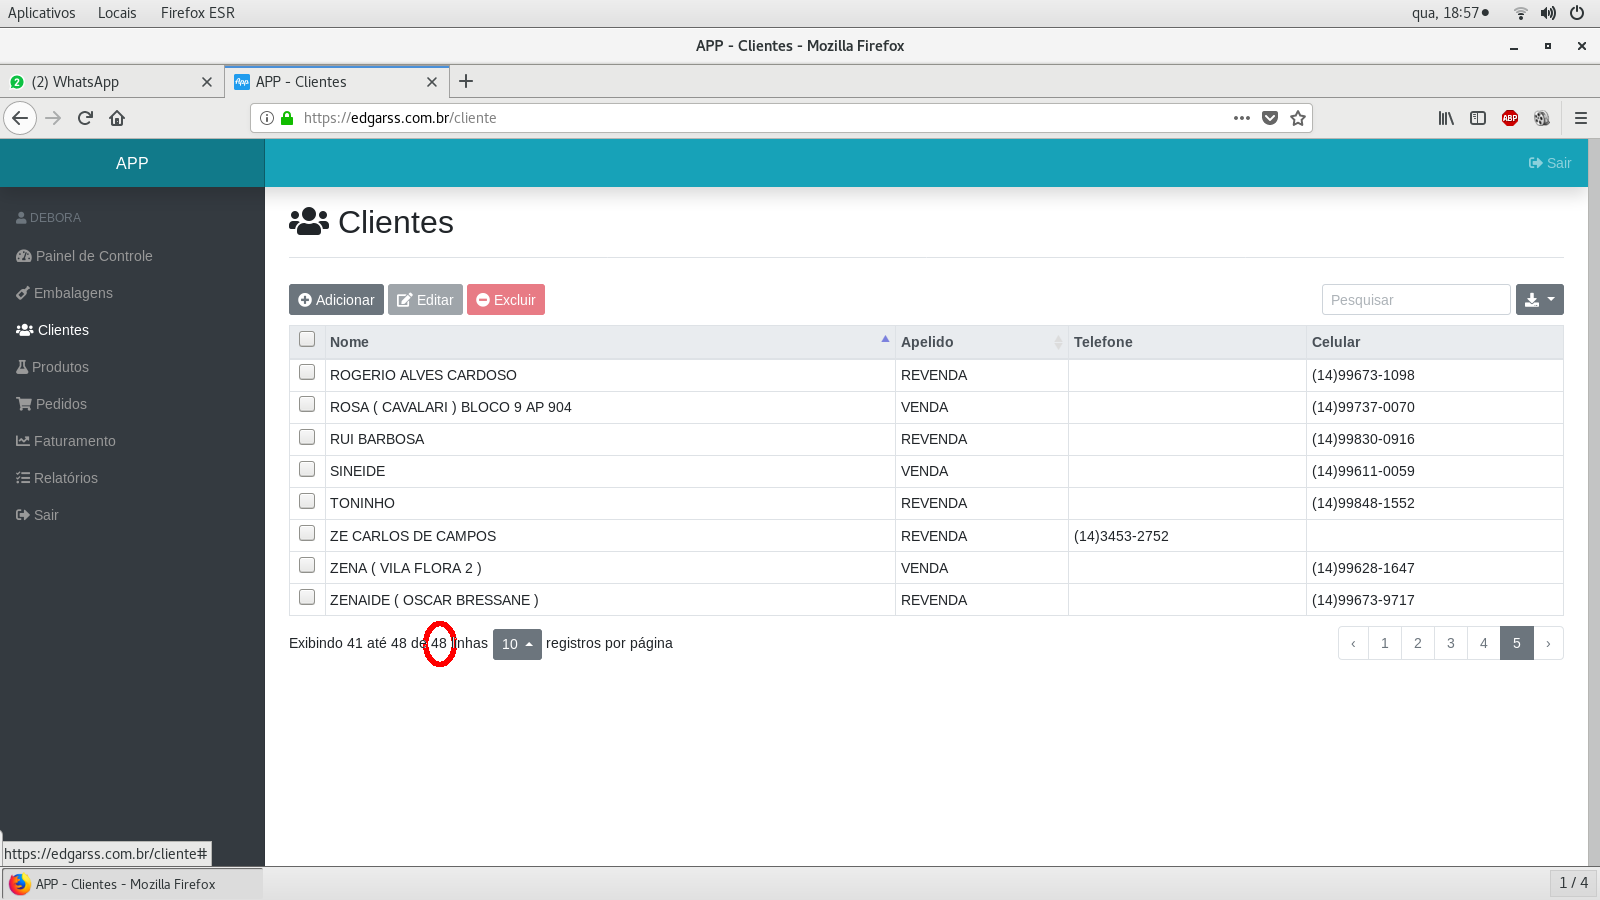 Aplicativos Locais Firefox ESR qua, 18:57
APP - Clientes - Mozilla Firefox
2 (2) WhatsApp App APP - Clientes
https://edgarss.com.br/cliente ABP
APP Sair
DEBORA
Painel de Controle
Embalagens
Clientes
Produtos
Pedidos
Faturamento
Relatórios
Sair
Clientes
Adicionar Editar Excluir Pesquisar
Nome Apelido Telefone Celular
ROGERIO ALVES CARDOSO REVENDA (14)99673-1098
ROSA ( CAVALARI ) BLOCO 9 AP 904 VENDA (14)99737-0070
RUI BARBOSA REVENDA (14)99830-0916
SINEIDE VENDA (14)99611-0059
TONINHO REVENDA (14)99848-1552
ZE CARLOS DE CAMPOS REVENDA (14)3453-2752
ZENA ( VILA FLORA 2 ) VENDA (14)99628-1647
ZENAIDE ( OSCAR BRESSANE ) REVENDA (14)99673-9717
Exibindo 41 até 48 de 48 linhas 10 registros por página ‹ 1 2 3 4 5 ›
https://edgarss.com.br/cliente#
APP - Clientes - Mozilla Firefox 1 / 4